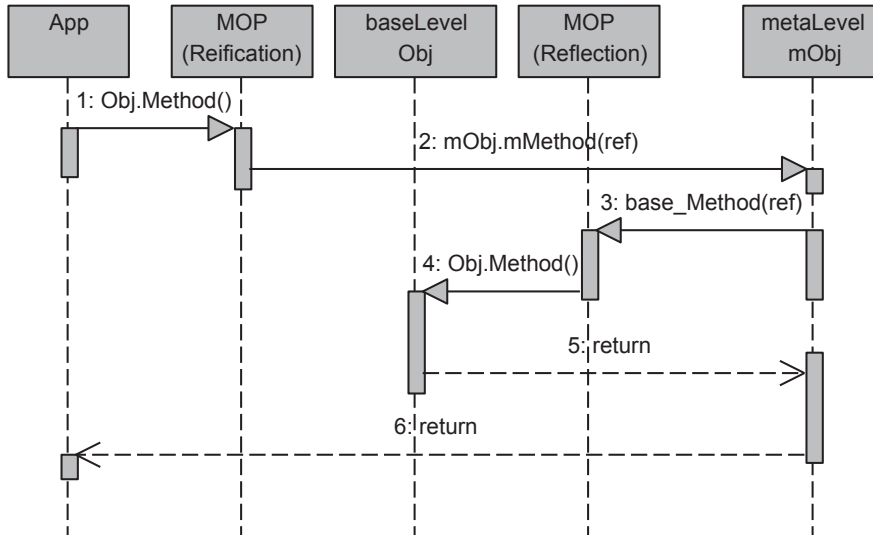 App
MOP
(Reification)
baseLevel
Obj
MOP
(Reflection)
metaLevel
mObj
1: Obj.Method()
2: mObj.mMethod(ref)
3: base_Method(ref)
4: Obj.Method()
5: return
6: return